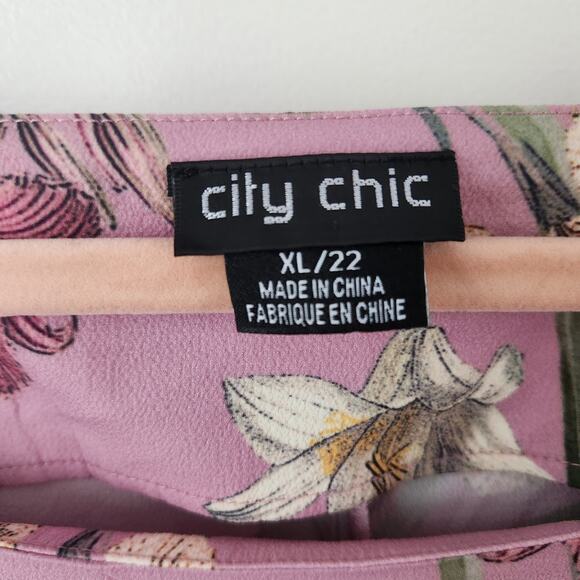 city chic
XL/22
MADE IN CHINA
FABRIQUE EN CHINE